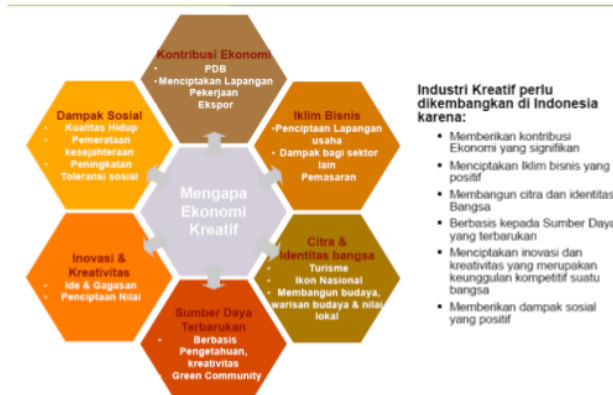 Kontribusi Ekonomi
• PDB
• Menciptakan Lapangan
Pekerjaan
Ekspor
Dampak Sosial
• Kualitas Hidup
• Pemerataan
kesejahteraan
• Peningkatan
Toleransi sosial
Iklim Bisnis
•Penciptaan Lapangan
usaha
• Dampak bagi sektor
lain
Pemasaran
Mengapa
Ekonomi
Kreatif
Inovasi &
Kreativitas
• Ide & Gagasan
• Penciptaan Nilai
Citra &
Identitas bangsa
• Turisme
• Ikon Nasional
• Membangun budaya,
warisan budaya & nilai
lokal
Sumber Daya
Terbarukan
• Berbasis
Pengetahuan,
kreativitas
• Green Community
Industri Kreatif perlu
dikembangkan di Indonesia
karena:
▪ Memberikan kontribusi
Ekonomi yang signifikan
▪ Menciptakan Iklim bisnis yang
positif
▪ Membangun citra dan identitas
Bangsa
▪ Berbasis kepada Sumber Daya
yang terbarukan
▪ Menciptakan inovasi dan
kreativitas yang merupakan
keunggulan kompetitif suatu
bangsa
▪ Memberikan dampak sosial
yang positif